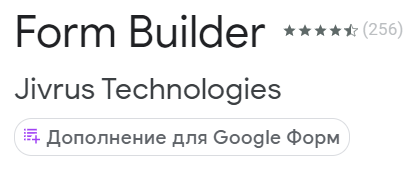 Form Builder (256)
Jivrus Technologies
Дополнение для Google Форм